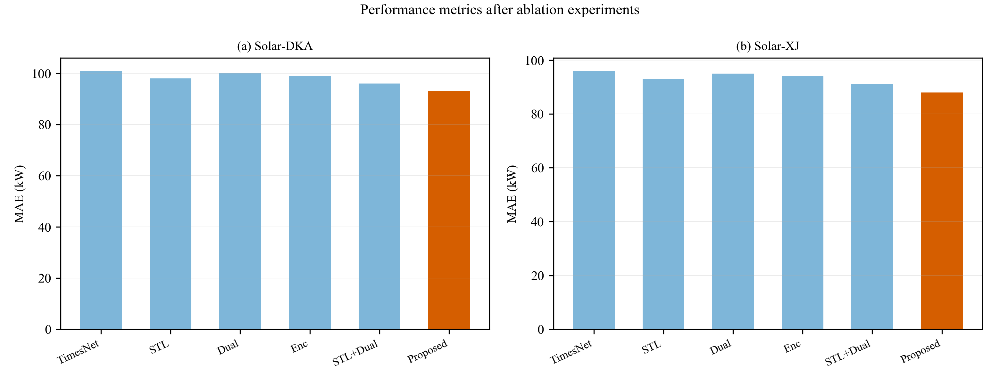 Performance metrics after ablation experiments
(a) Solar-DKA
MAE (kW)
100
80
60
40
20
0
TimesNet
STL
Dual
Enc
STL+Dual
Proposed
(b) Solar-XJ
MAE (kW)
100
80
60
40
20
0
TimesNet
STL
Dual
Enc
STL+Dual
Proposed